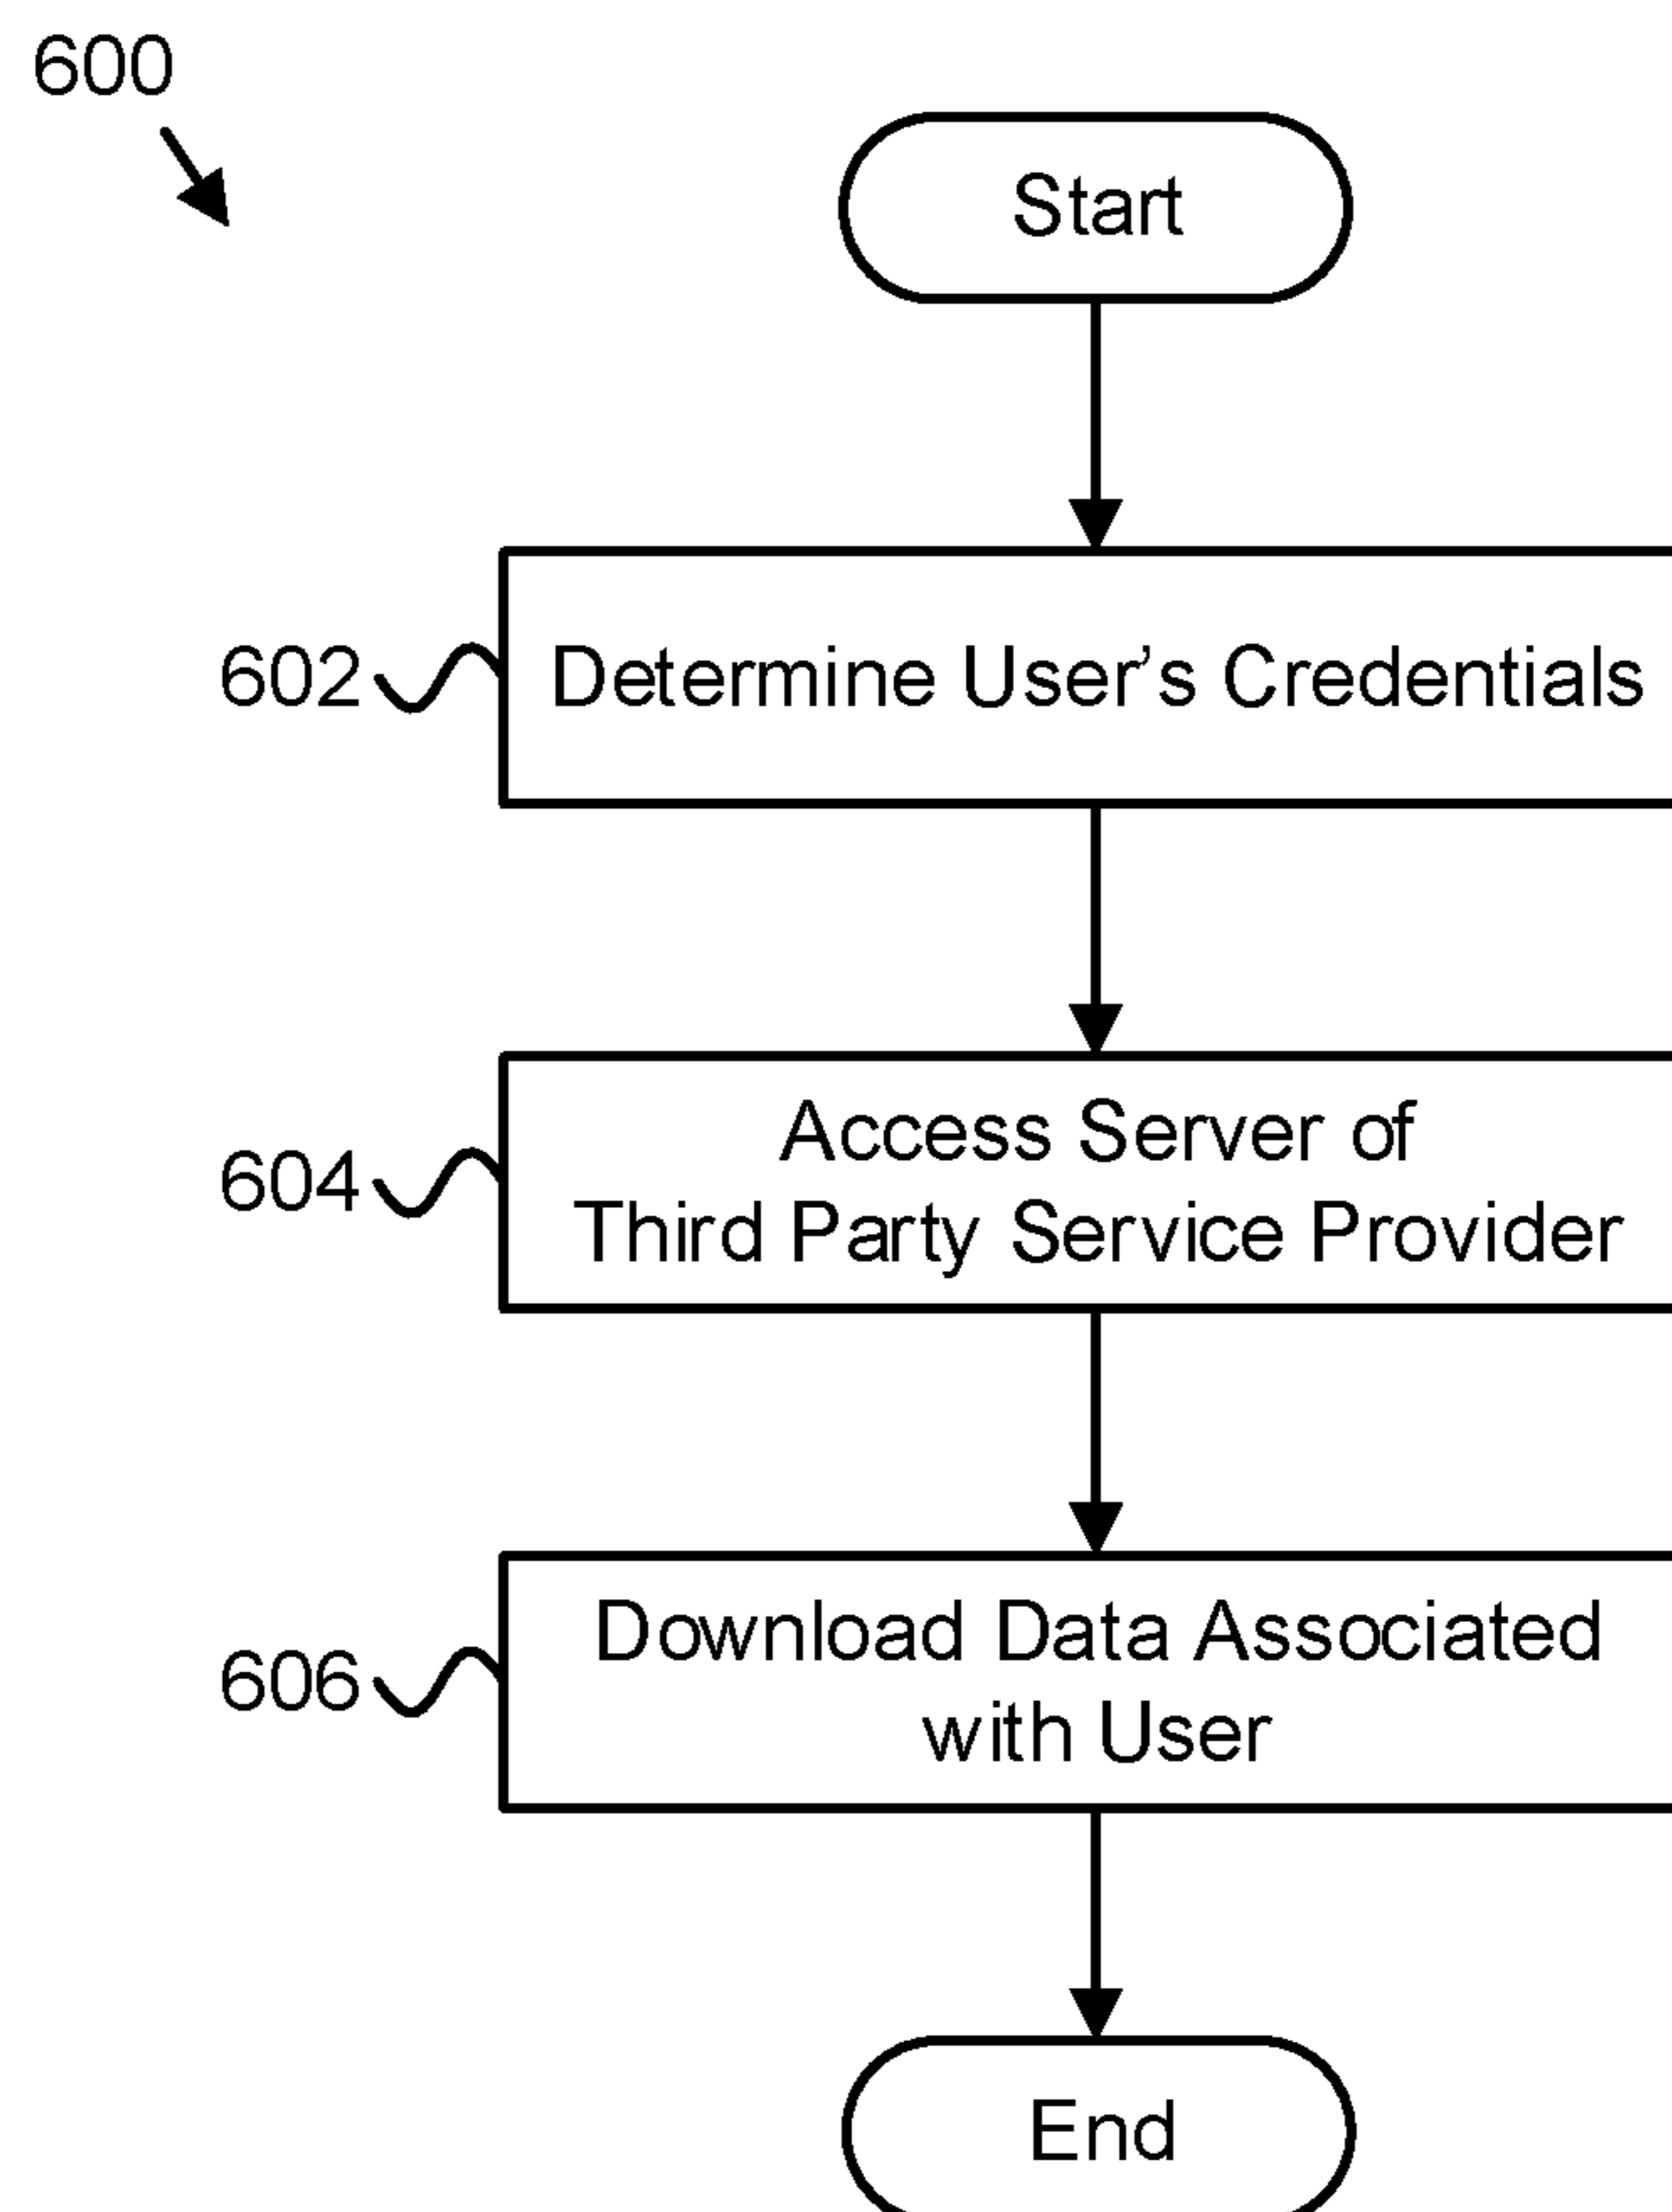 600
Start
602
Determine User’s Credentials
604
Access Server of
Third Party Service Provider
606
Download Data Associated
with User
End